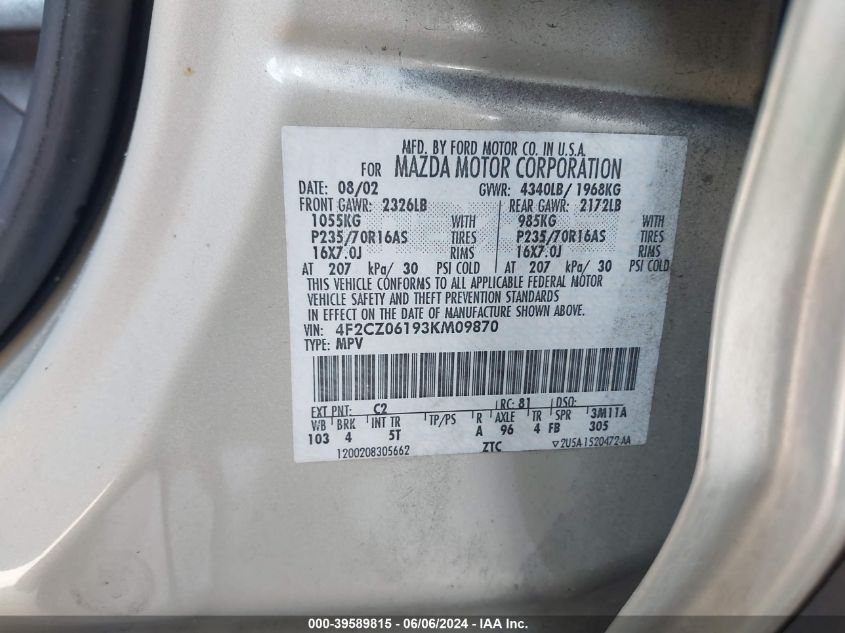 MFD. BY FORD MOTOR CO. IN U.S.A.
FOR MAZDA MOTOR CORPORATION
DATE: 08/02 GVWR: 4340LB/ 1968KG
FRONT GAWR: 2326LB REAR GAWR: 2172LB
1055KG WITH 985KG WITH
P235/70R16AS TIRES P235/70R16AS TIRES
16X7.0J RIMS 16X7.0J RIMS
AT 207 kPa/ 30 PSI COLD AT 207 kPa/ 30 PSI COLD
THIS VEHICLE CONFORMS TO ALL APPLICABLE FEDERAL MOTOR
VEHICLE SAFETY AND THEFT PREVENTION STANDARDS
IN EFFECT ON THE DATE OF MANUFACTURE SHOWN ABOVE.
VIN: 4F2CZ06193KM09870
TYPE: MPV
EXT PNT: C2 RC: 81 DSO:
WB BRK INT TR TP/PS R AXLE TR SPR 3M11A
103 4 5T A 96 4 FB 305
1200208305662 ZTC ▽2U5A-1520472-AA
000-39589815 - 06/06/2024 - IAA Inc.